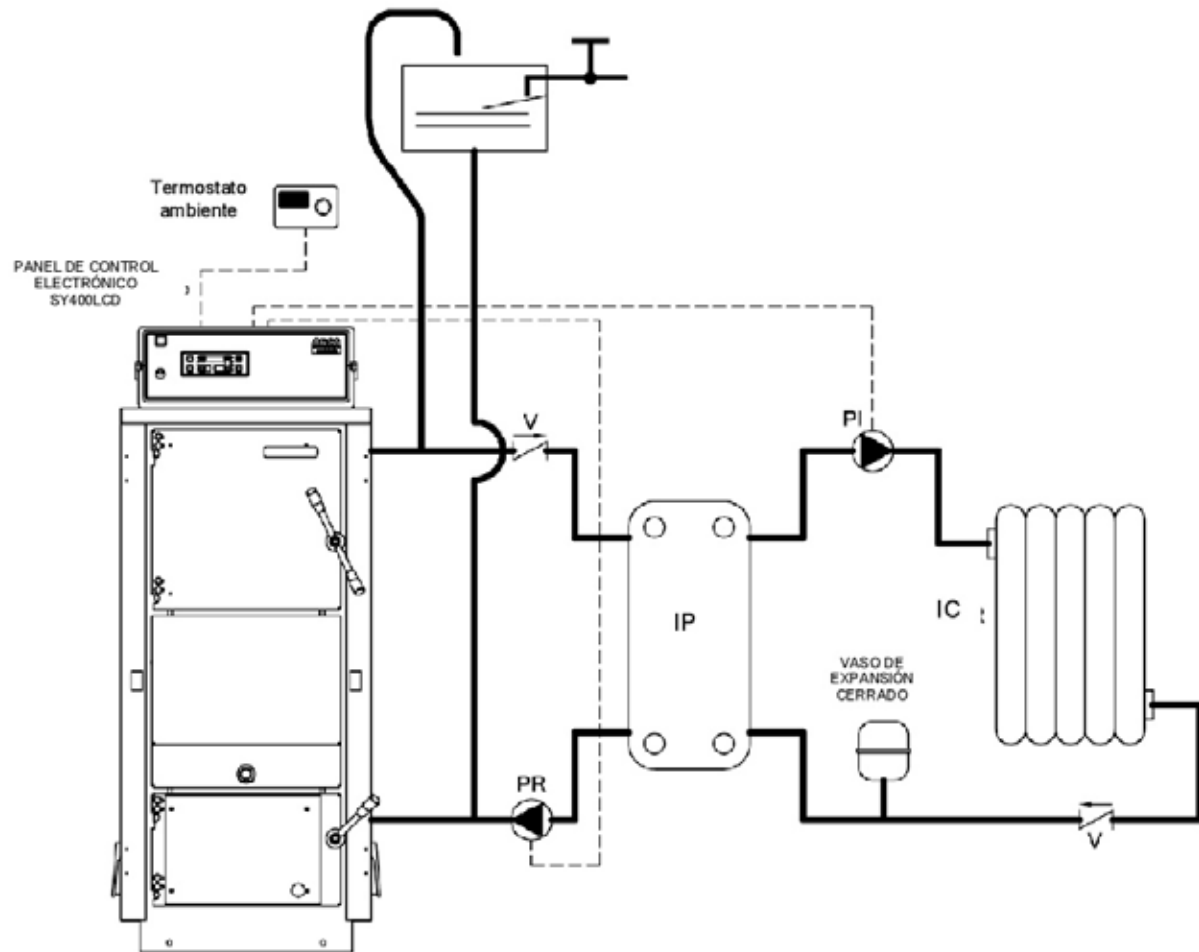 Termostato
ambiente
PANEL DE CONTROL
ELECTRÓNICO
SY400LCD
V
PI
IP
IC
VASO DE
EXPANSIÓN
CERRADO
PR
V